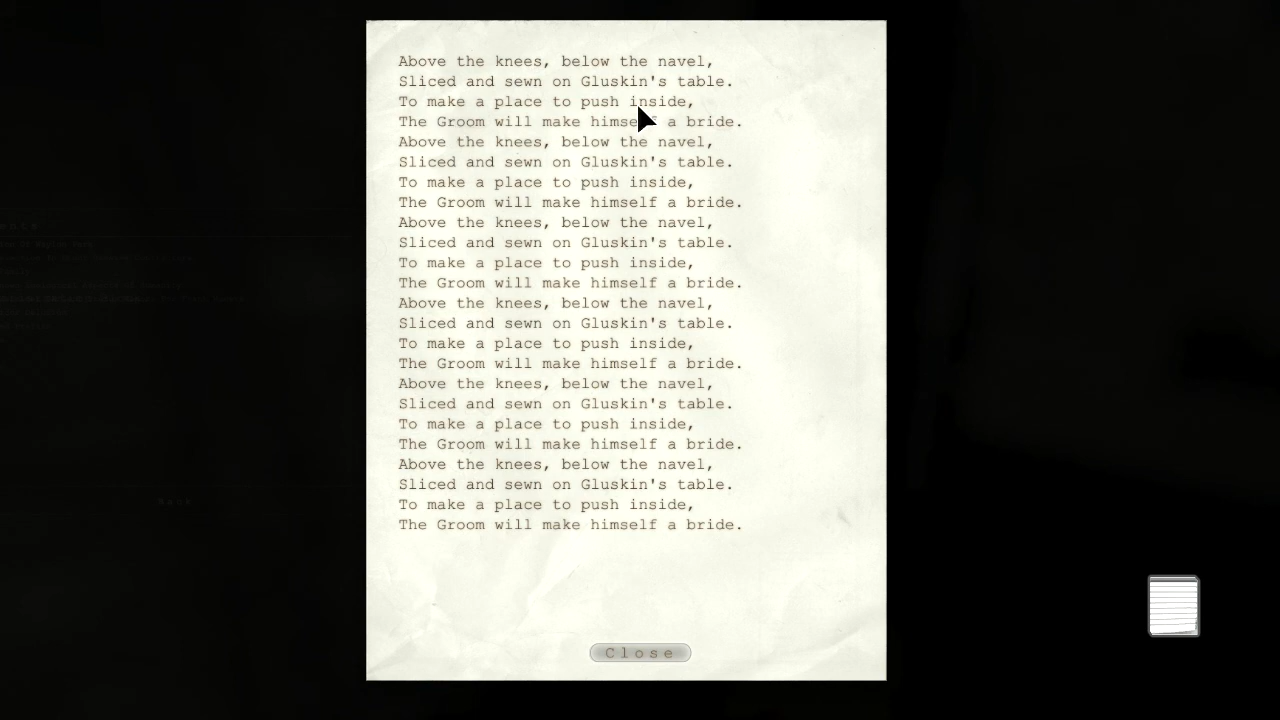 Above the knees, below the navel,
Sliced and sewn on Gluskin's table.
To make a place to push inside,
The Groom will make himself a bride.
Above the knees, below the navel,
Sliced and sewn on Gluskin's table.
To make a place to push inside,
The Groom will make himself a bride.
Above the knees, below the navel,
Sliced and sewn on Gluskin's table.
To make a place to push inside,
The Groom will make himself a bride.
Above the knees, below the navel,
Sliced and sewn on Gluskin's table.
To make a place to push inside,
The Groom will make himself a bride.
Above the knees, below the navel,
Sliced and sewn on Gluskin's table.
To make a place to push inside,
The Groom will make himself a bride.
Above the knees, below the navel,
Sliced and sewn on Gluskin's table.
To make a place to push inside,
The Groom will make himself a bride.
Close